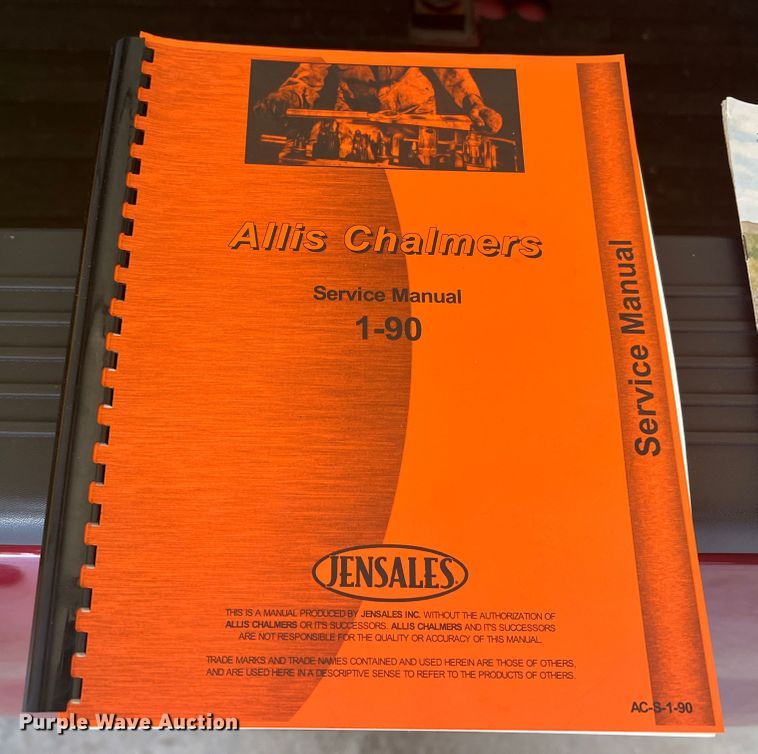 Allis Chalmers
Service Manual
1-90
Service Manual
JENSALES
THIS IS A MANUAL PRODUCED BY JENSALES INC. WITHOUT THE AUTHORIZATION OF
ALLIS CHALMERS OR IT'S SUCCESSORS. ALLIS CHALMERS AND IT'S SUCCESSORS
ARE NOT RESPONSIBLE FOR THE QUALITY OR ACCURACY OF THIS MANUAL.
TRADE MARKS AND TRADE NAMES CONTAINED AND USED HEREIN ARE THOSE OF OTHERS,
AND ARE USED HERE IN A DESCRIPTIVE SENSE TO REFER TO THE PRODUCTS OF OTHERS.
AC-S-1-90
Purple Wave Auction